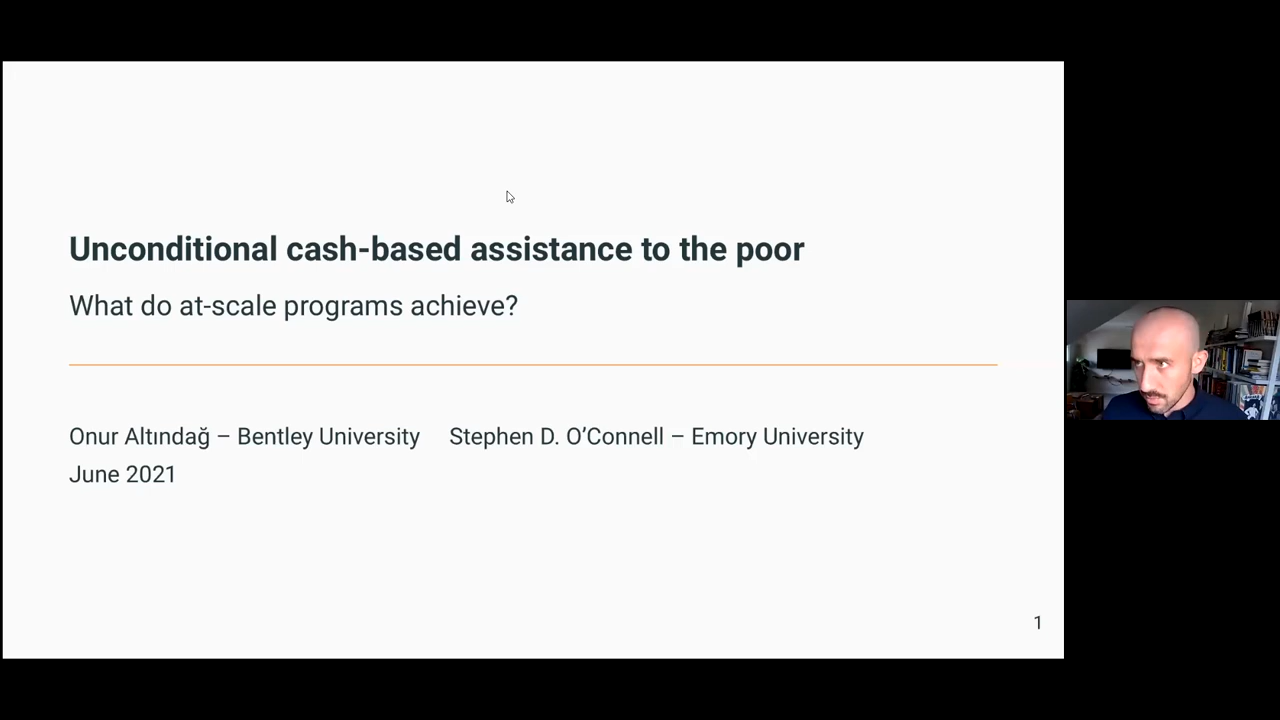 Unconditional cash-based assistance to the poor
What do at-scale programs achieve?
Onur Altındağ – Bentley University Stephen D. O’Connell – Emory University
June 2021
1